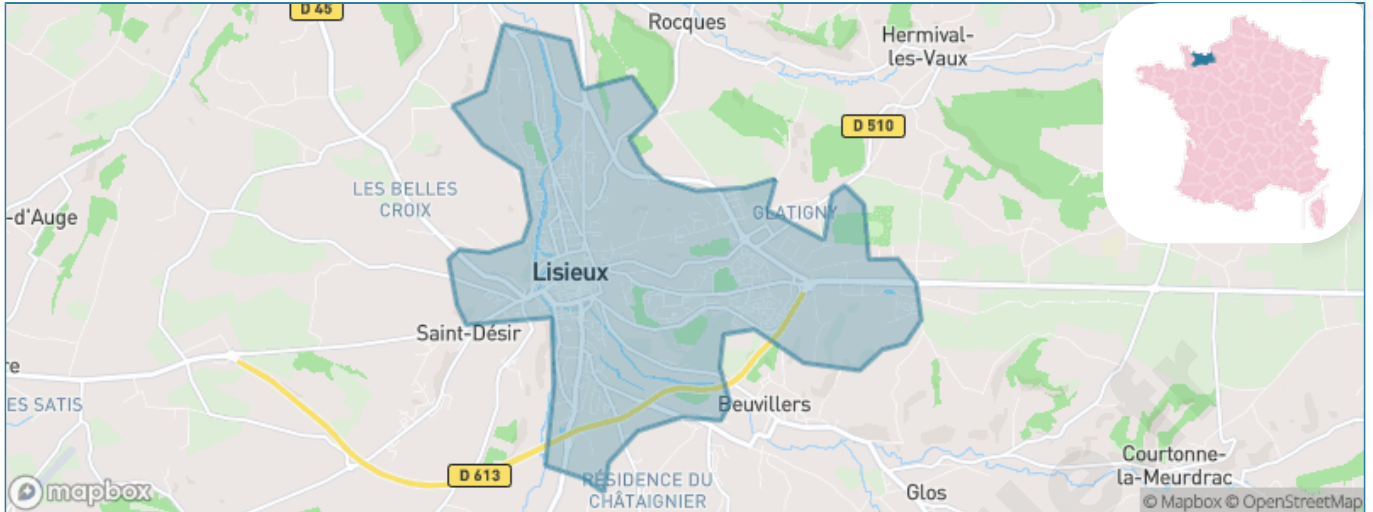 D 45
Rocques
Hermival-
les-Vaux
D 510
LES BELLES
CROIX
-d'Auge
GLATIGNY
Lisieux
Saint-Désir
re
ES SATIS
Beuvillers
D 613
RÉSIDENCE DU
CHÂTAIGNIER
Courtonne-
la-Meurdrac
Glos
mapbox
© Mapbox © OpenStreetMap